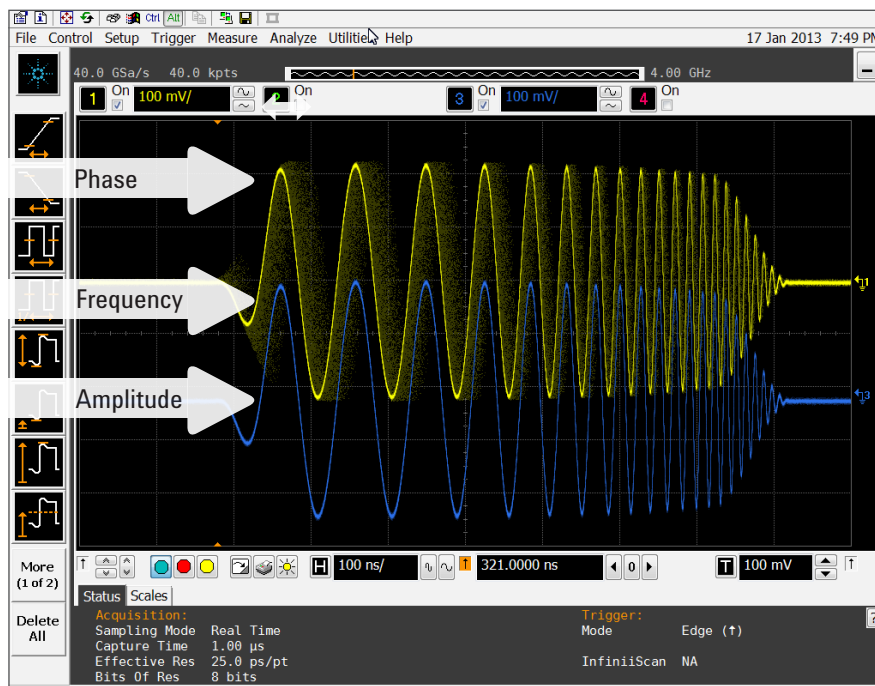 Ctrl Alt
File Control Setup Trigger Measure Analyze Utilities Help 17 Jan 2013 7:49 PM
40.0 GSa/s 40.0 kpts 4.00 GHz
1 On 100 mV/ On 3 On 100 mV/ 4 On
Phase
1
Frequency
Amplitude
3
More
(1 of 2)
Delete
All
H 100 ns/ T 321.0000 ns 0 T 100 mV
Status Scales
Acquisition: Trigger:
Sampling Mode Real Time Mode Edge (↑)
Capture Time 1.00 µs
Effective Res 25.0 ps/pt InfiniiScan NA
Bits Of Res 8 bits
?